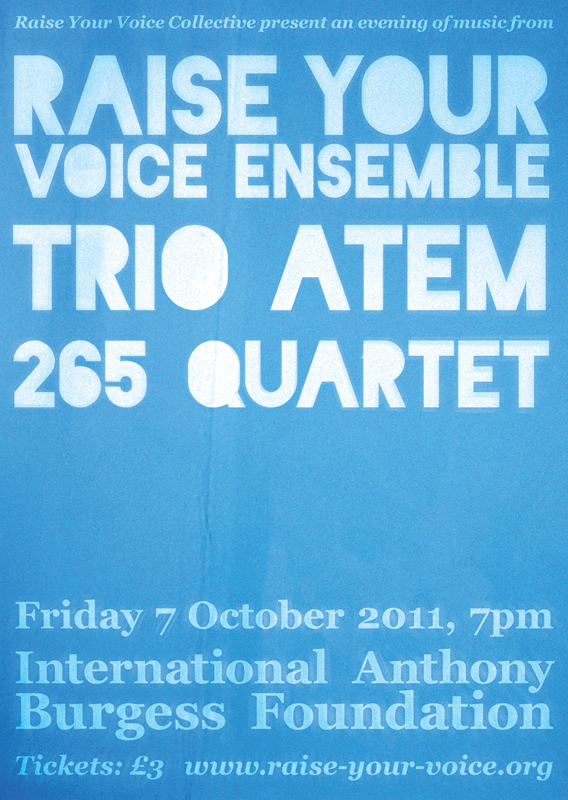 Raise Your Voice Collective present an evening of music from
RAISE YOUR
VOICE ENSEMBLE
TRIO ATEM
265 QUARTET
Friday 7 October 2011, 7pm
International Anthony
Burgess Foundation
Tickets: £3 www.raise-your-voice.org